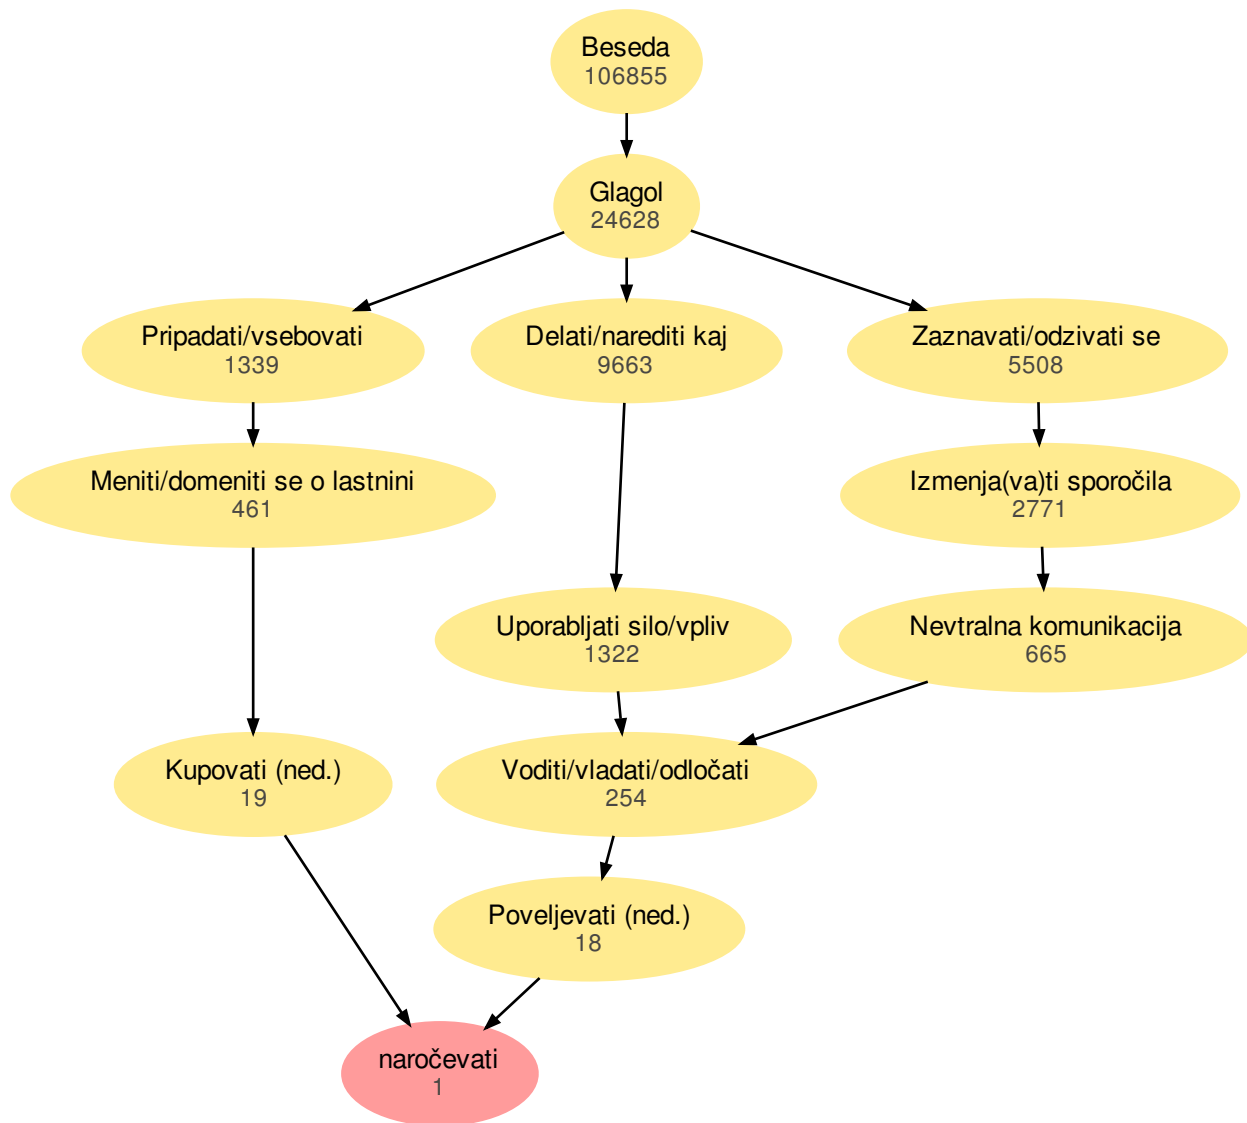 Beseda
106855
Glagol
24628
Pripadati/vsebovati
1339
Delati/narediti kaj
9663
Zaznavati/odzivati se
5508
Meniti/domeniti se o lastnini
461
Izmenja(va)ti sporočila
2771
Uporabljati silo/vpliv
1322
Nevtralna komunikacija
665
Kupovati (ned.)
19
Voditi/vladati/odločati
254
Poveljevati (ned.)
18
naročevati
1